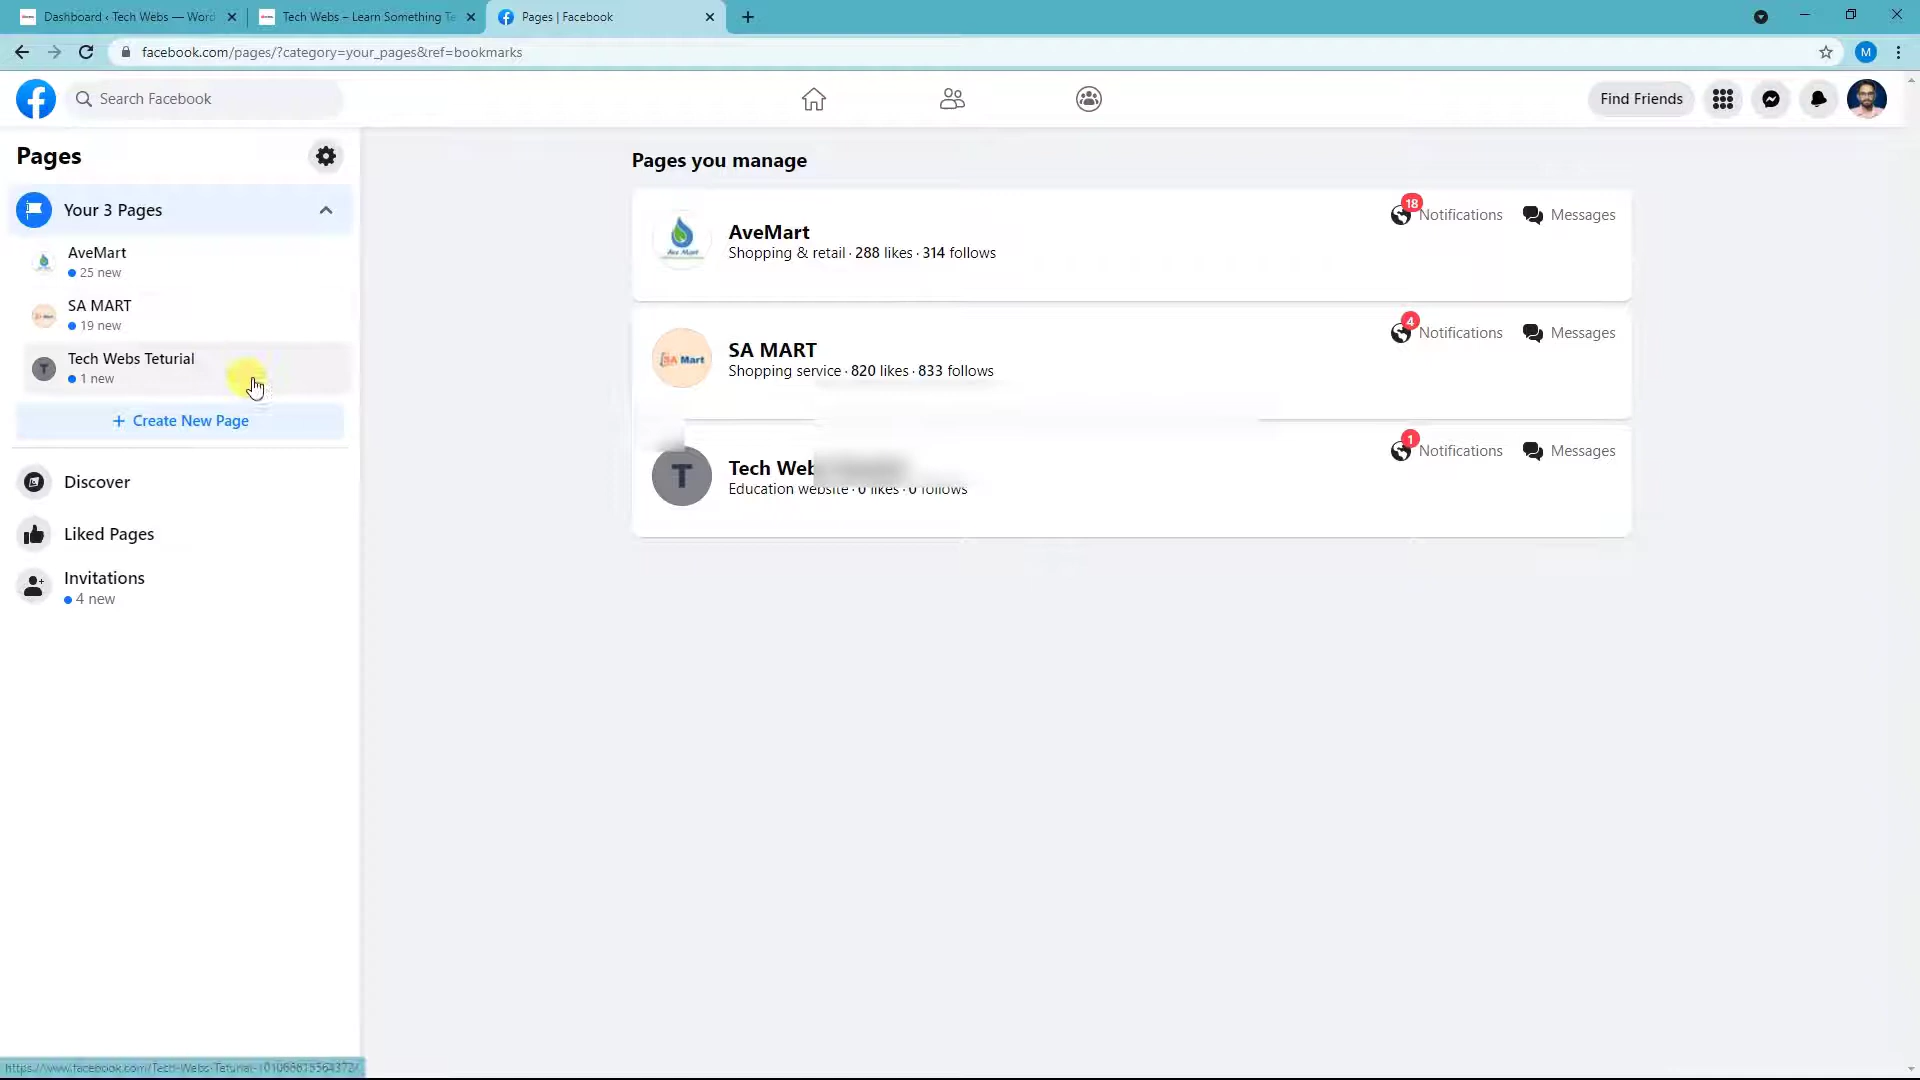 Dashboard ‹ Tech Webs — Word
Tech Webs – Learn Something Te
Pages | Facebook
facebook.com/pages/?category=your_pages&ref=bookmarks
M
Search Facebook
Find Friends
Pages
Your 3 Pages
AveMart
25 new
SA MART
19 new
Tech Webs Teturial
1 new
+ Create New Page
Discover
Liked Pages
Invitations
4 new
Pages you manage
AveMart
Shopping & retail · 288 likes · 314 follows
18
Notifications
Messages
Ave Mart
SA MART
Shopping service · 820 likes · 833 follows
4
Notifications
Messages
SA Mart
T
Tech Web
Education website · 0 likes · 0 follows
1
Notifications
Messages